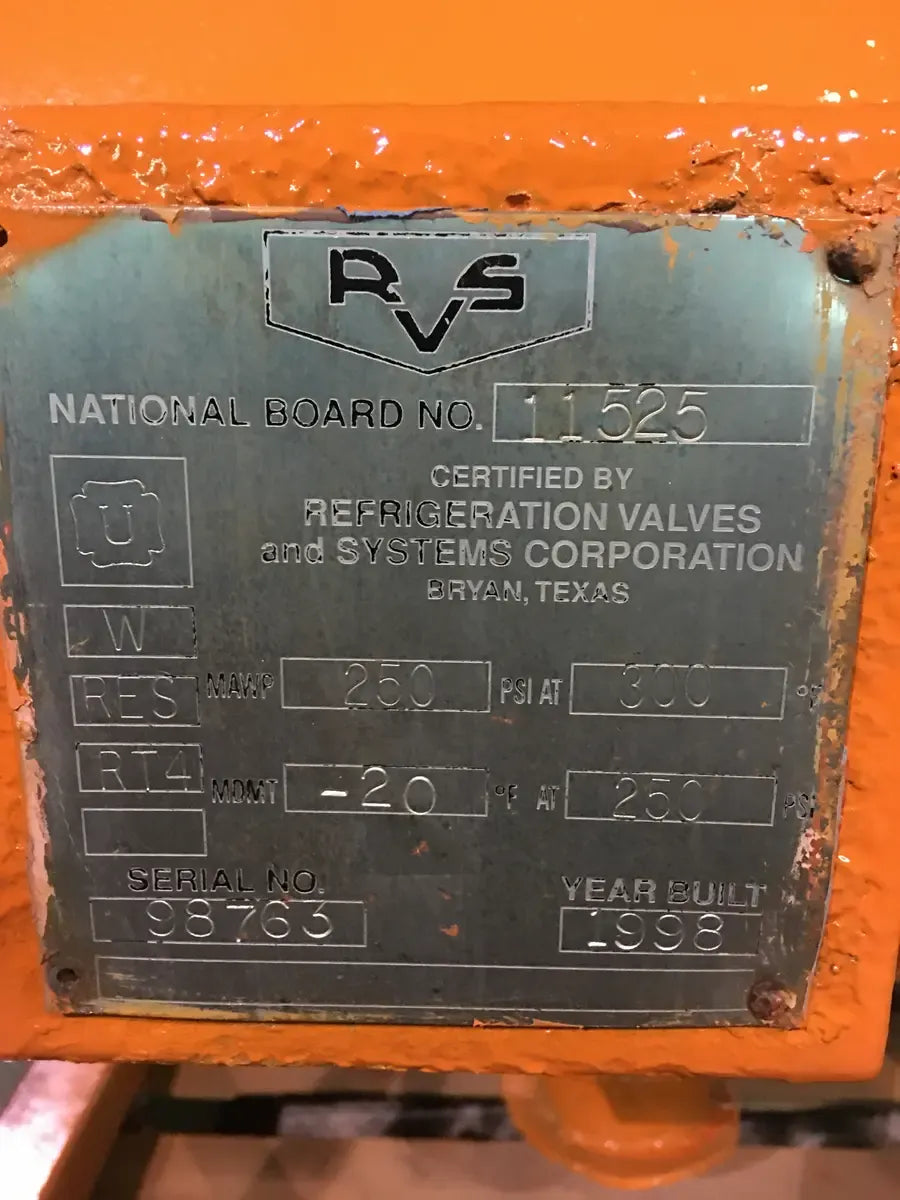 RVS
NATIONAL BOARD NO. 11525
U
CERTIFIED BY
REFRIGERATION VALVES
and SYSTEMS CORPORATION
BRYAN, TEXAS
W
RES MAWP 250 PSI AT 300 °F
RT4 MDMT -20 °F AT 250 PSI
SERIAL NO. YEAR BUILT
98763 1998